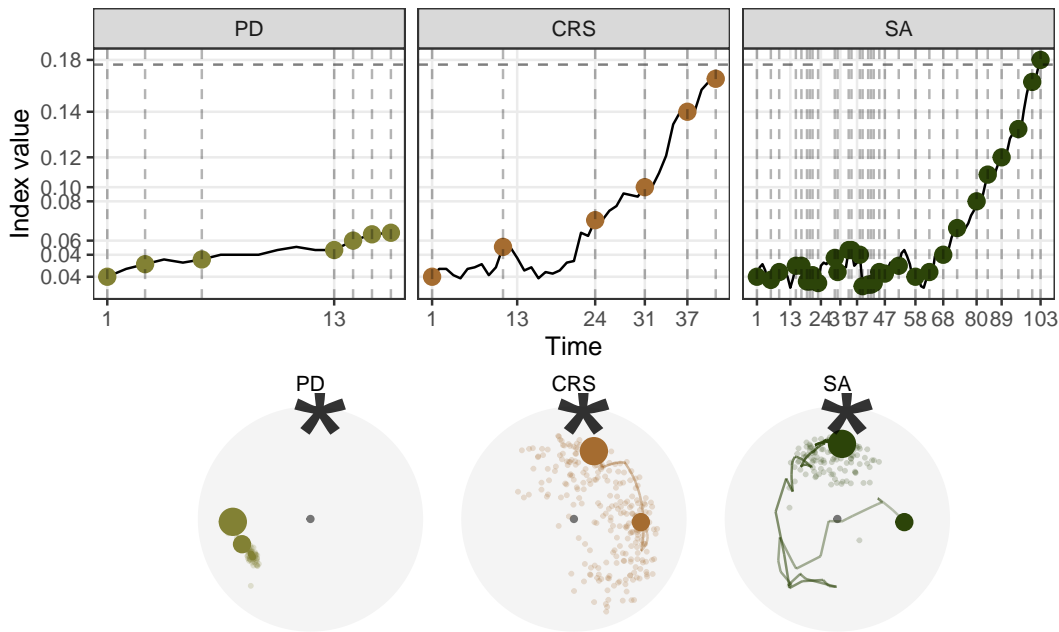 PD CRS SA
Index value
0.18
0.14
0.12
0.10
0.08
0.06
0.04
0.04
1 13
1 13 24 31 37
1 13 24 31 37 47 58 68 80 89 103
Time
PD CRS SA
* * *